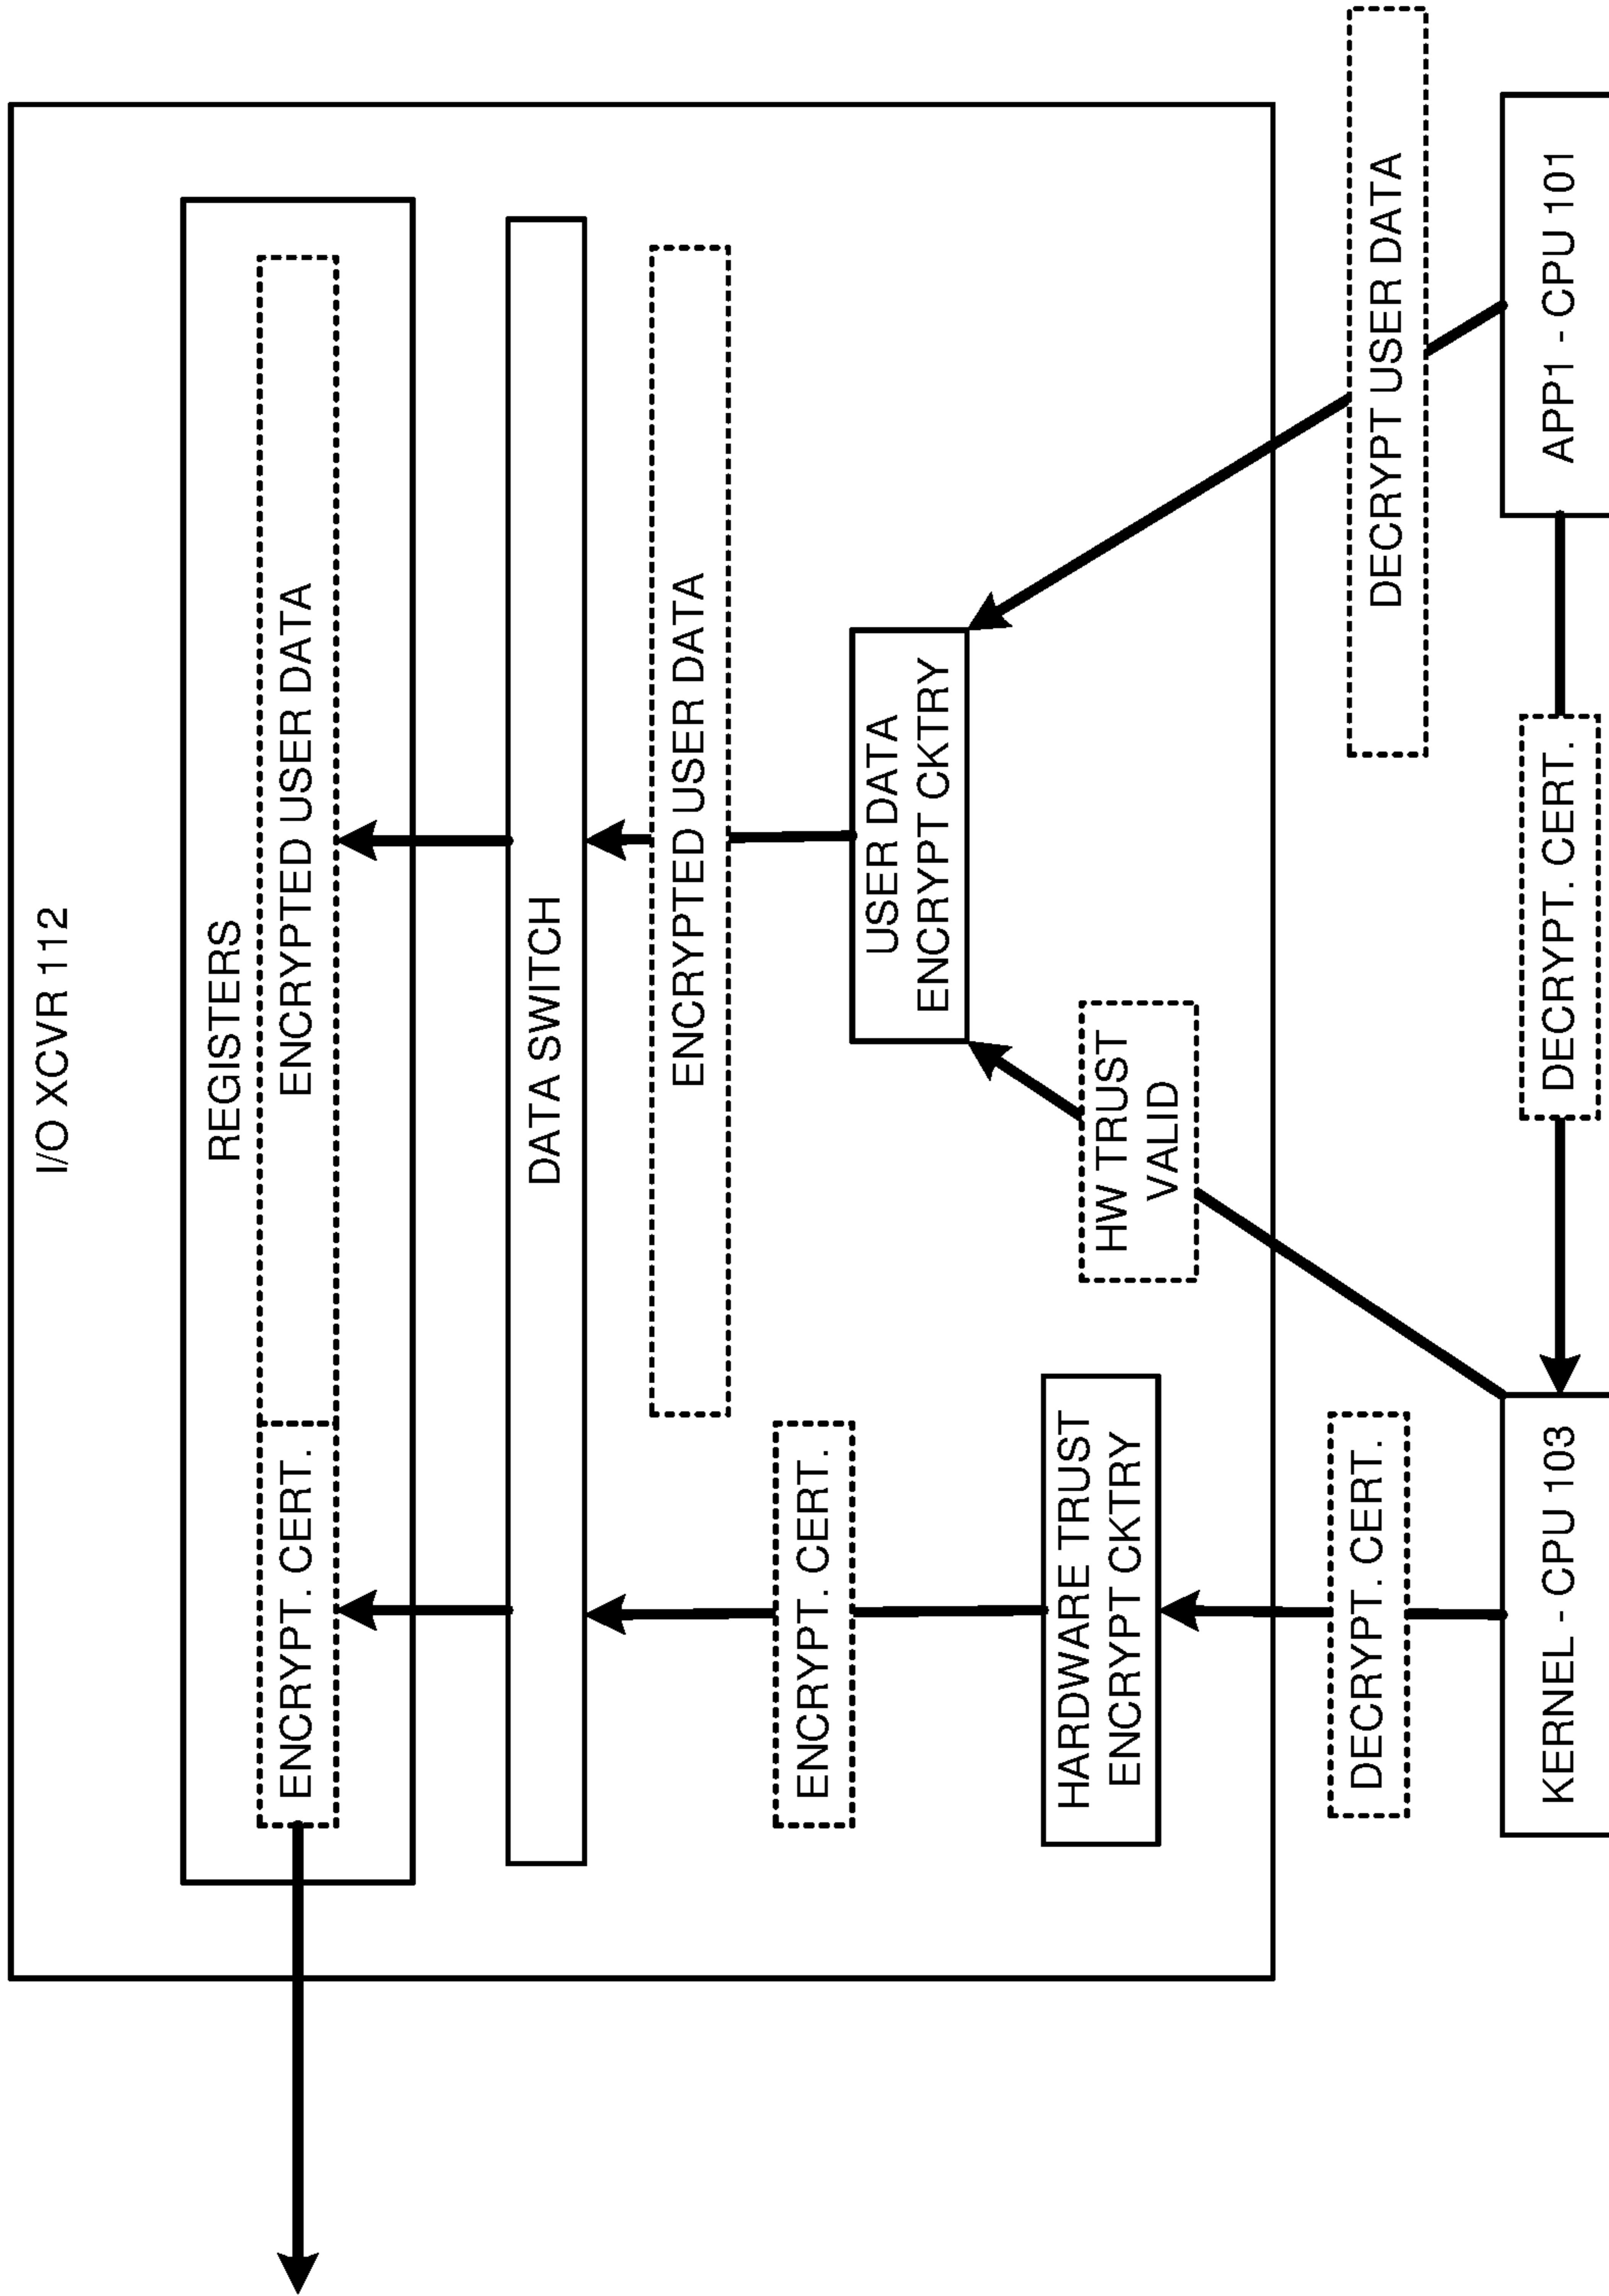 I/O XCVR 112
REGISTERS
ENCRYPT. CERT.
ENCRYPTED USER DATA
DATA SWITCH
ENCRYPTED USER DATA
ENCRYPT. CERT.
USER DATA
ENCRYPT CKTRY
HARDWARE TRUST
ENCRYPT CKTRY
HW TRUST
VALID
DECRYPT. CERT.
DECRYPT USER DATA
KERNEL - CPU 103
DECRYPT. CERT.
APP1 - CPU 101